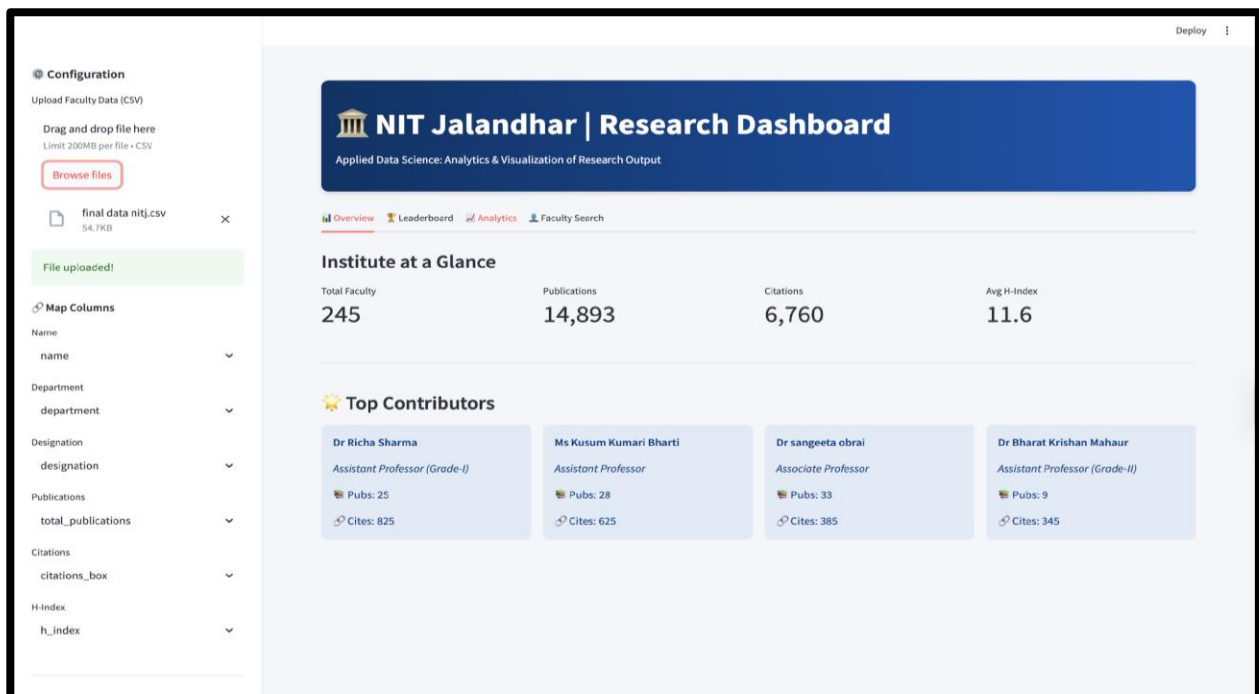 Deploy
Configuration
Upload Faculty Data (CSV)
Drag and drop file here
Limit 200MB per file • CSV
Browse files
final data nitj.csv
54.7KB
File uploaded!
Map Columns
Name
name
Department
department
Designation
designation
Publications
total_publications
Citations
citations_box
H-Index
h_index
NIT Jalandhar | Research Dashboard
Applied Data Science: Analytics & Visualization of Research Output
Overview Leaderboard Analytics Faculty Search
Institute at a Glance
Total Faculty
245
Publications
14,893
Citations
6,760
Avg H-Index
11.6
Top Contributors
Dr Richa Sharma
Assistant Professor (Grade-I)
Pubs: 25
Cites: 825
Ms Kusum Kumari Bharti
Assistant Professor
Pubs: 28
Cites: 625
Dr sangeeta obrai
Associate Professor
Pubs: 33
Cites: 385
Dr Bharat Krishan Mahaur
Assistant Professor (Grade-II)
Pubs: 9
Cites: 345